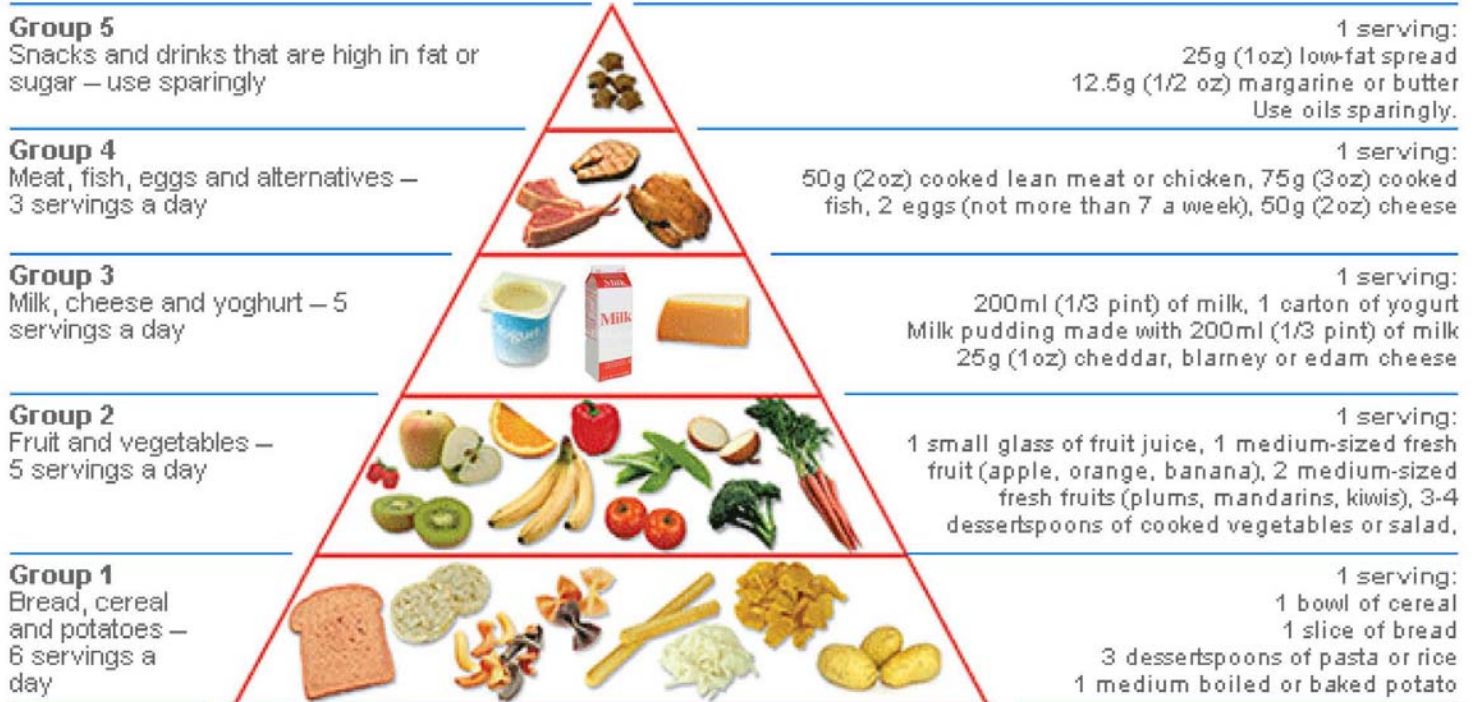 Group 5
Snacks and drinks that are high in fat or
sugar – use sparingly
1 serving:
25g (1oz) low-fat spread
12.5g (1/2 oz) margarine or butter
Use oils sparingly.
Group 4
Meat, fish, eggs and alternatives –
3 servings a day
1 serving:
50g (2oz) cooked lean meat or chicken, 75g (3oz) cooked
fish, 2 eggs (not more than 7 a week), 50g (2oz) cheese
Group 3
Milk, cheese and yoghurt – 5
servings a day
Milk
Milk
1 serving:
200ml (1/3 pint) of milk, 1 carton of yogurt
Milk pudding made with 200ml (1/3 pint) of milk
25g (1oz) cheddar, blarney or edam cheese
Group 2
Fruit and vegetables –
5 servings a day
1 serving:
1 small glass of fruit juice, 1 medium-sized fresh
fruit (apple, orange, banana), 2 medium-sized
fresh fruits (plums, mandarins, kiwis), 3-4
dessertspoons of cooked vegetables or salad,
Group 1
Bread, cereal
and potatoes –
6 servings a
day
1 serving:
1 bowl of cereal
1 slice of bread
3 dessertspoons of pasta or rice
1 medium boiled or baked potato